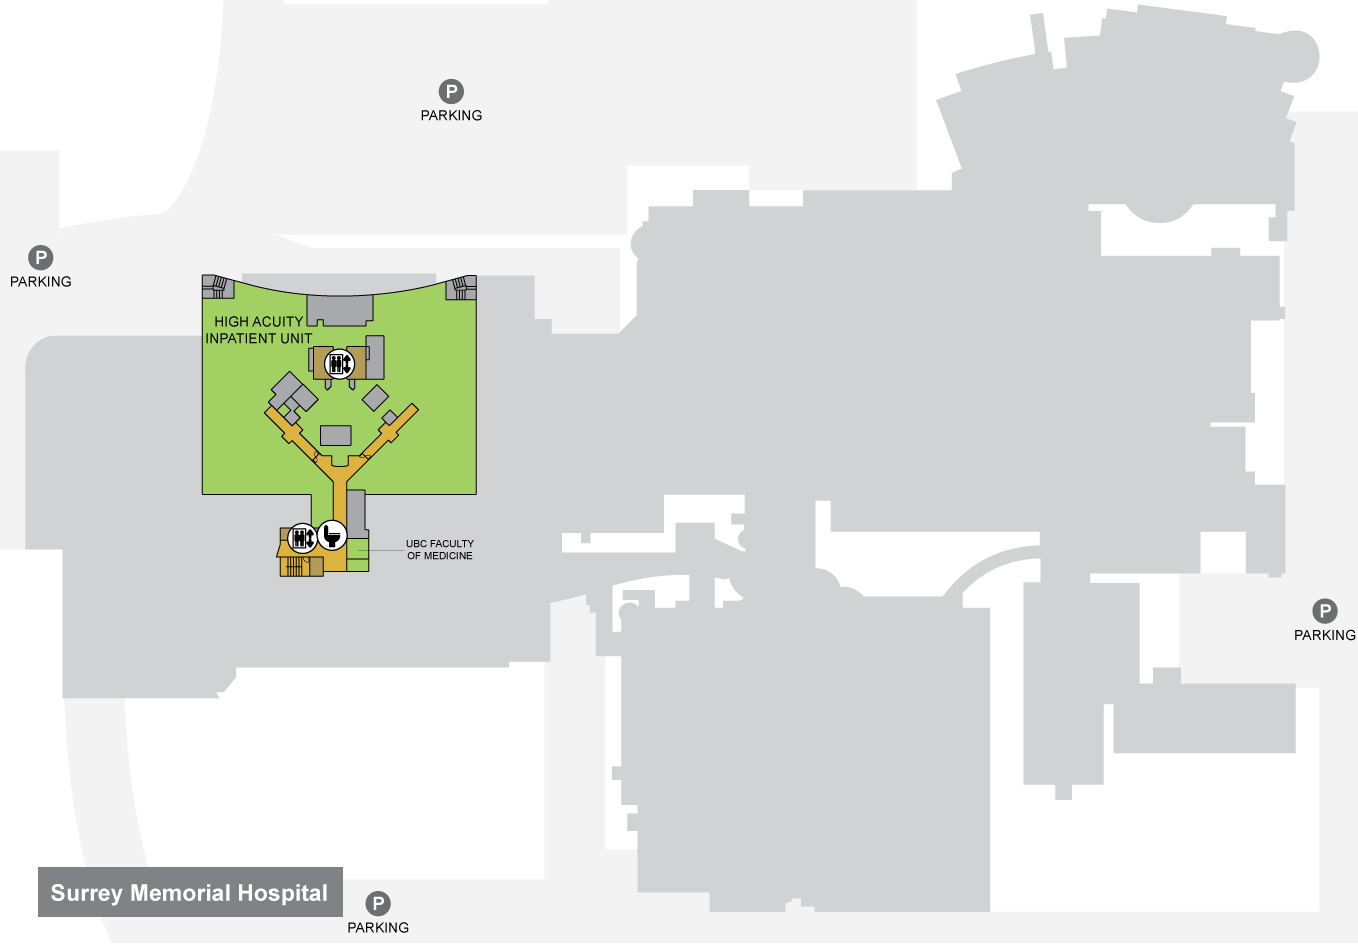 P
PARKING
P
PARKING
HIGH ACUITY
INPATIENT UNIT
UBC FACULTY
OF MEDICINE
P
PARKING
Surrey Memorial Hospital
P
PARKING